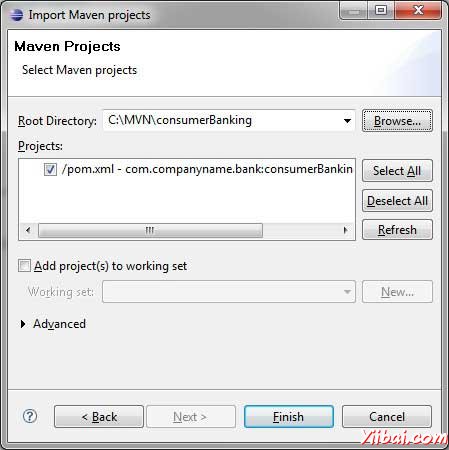 Import Maven projects
Maven Projects
Select Maven projects
Root Directory: C:\MVN\consumerBanking Browse...
Projects:
/pom.xml - com.companyname.bank:consumerBankin Select All
Deselect All
Refresh
Add project(s) to working set
Working set: New...
Advanced
? < Back Next > Finish Cancel
Yiibai.com